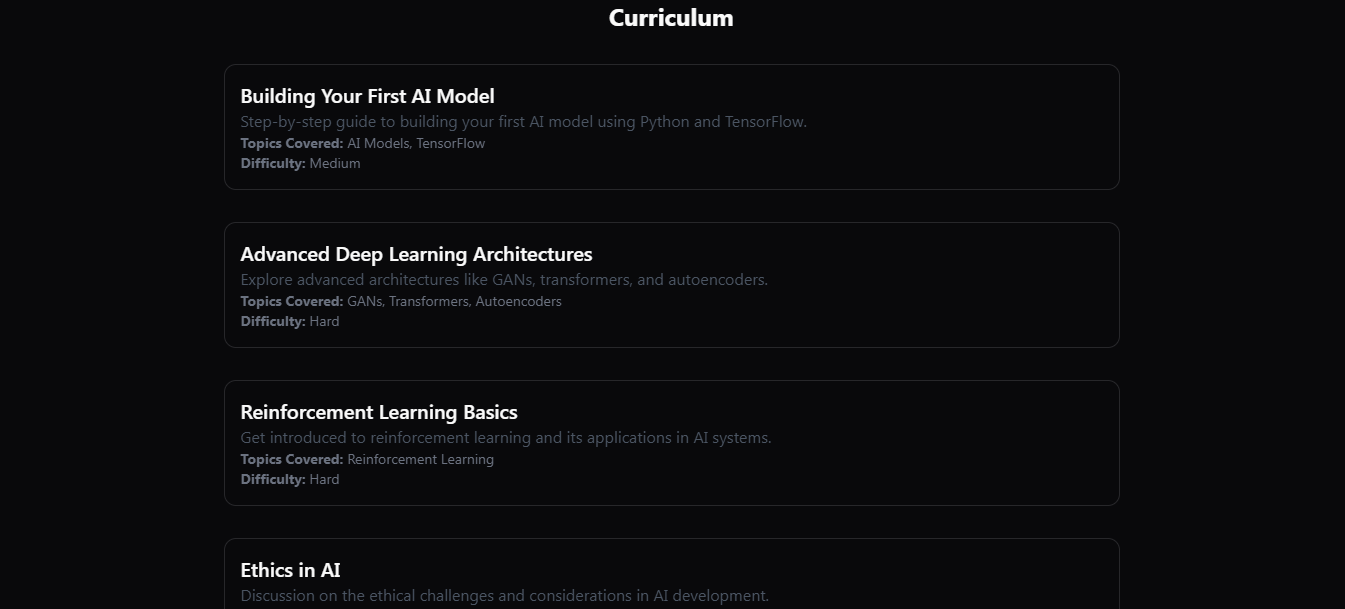 Curriculum
Building Your First AI Model
Step-by-step guide to building your first AI model using Python and TensorFlow.
Topics Covered: AI Models, TensorFlow
Difficulty: Medium
Advanced Deep Learning Architectures
Explore advanced architectures like GANs, transformers, and autoencoders.
Topics Covered: GANs, Transformers, Autoencoders
Difficulty: Hard
Reinforcement Learning Basics
Get introduced to reinforcement learning and its applications in AI systems.
Topics Covered: Reinforcement Learning
Difficulty: Hard
Ethics in AI
Discussion on the ethical challenges and considerations in AI development.